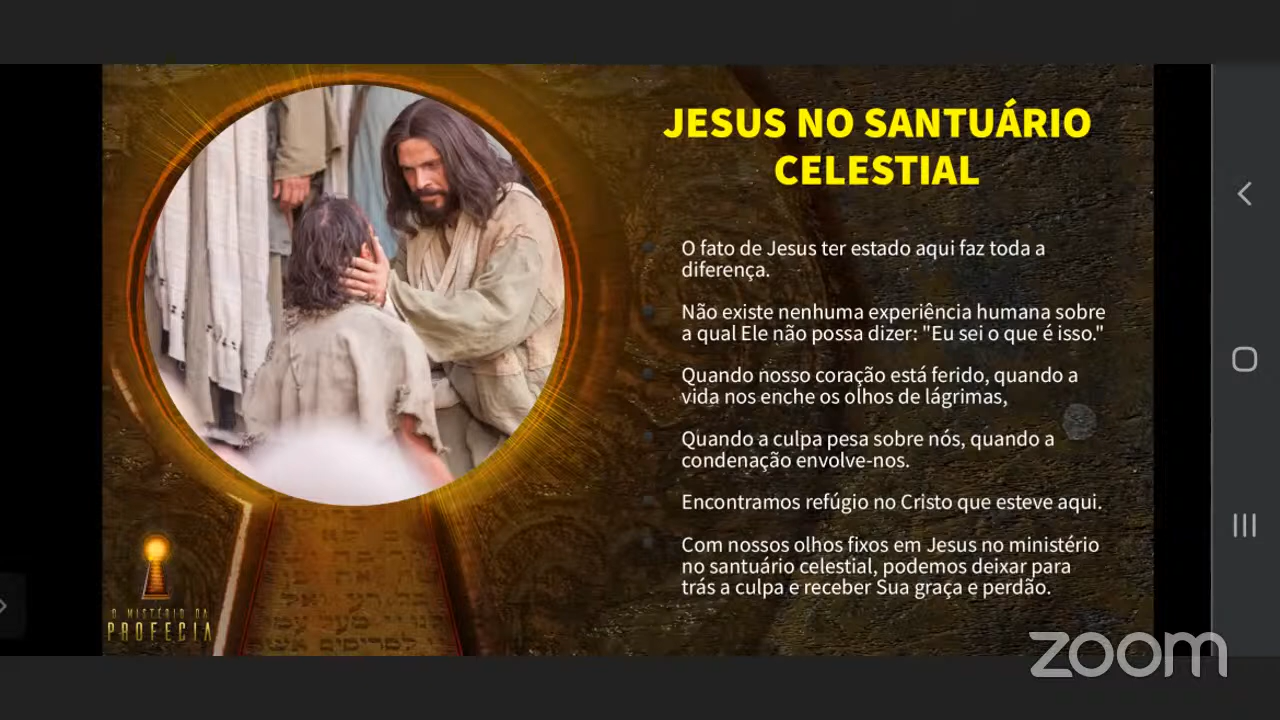 JESUS NO SANTUÁRIO
CELESTIAL
O fato de Jesus ter estado aqui faz toda a
diferença.
Não existe nenhuma experiência humana sobre
a qual Ele não possa dizer: "Eu sei o que é isso."
Quando nosso coração está ferido, quando a
vida nos enche os olhos de lágrimas,
Quando a culpa pesa sobre nós, quando a
condenação envolve-nos.
Encontramos refúgio no Cristo que esteve aqui.
Com nossos olhos fixos em Jesus no ministério
no santuário celestial, podemos deixar para
trás a culpa e receber Sua graça e perdão.
O MISTÉRIO DA
PROFECIA
zoom